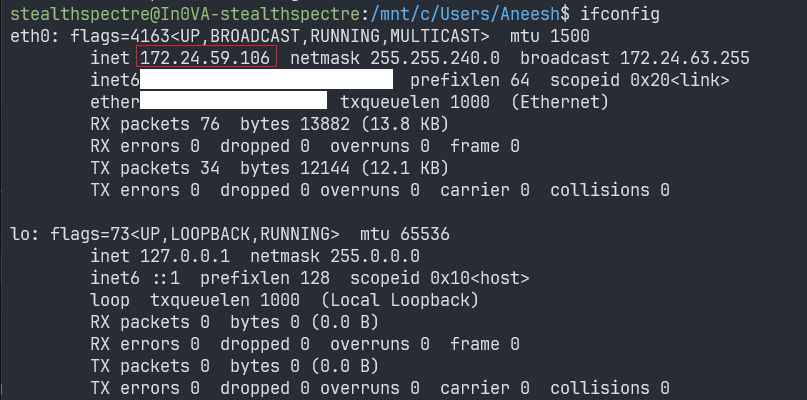 stealthspectre@In0VA-stealthspectre:/mnt/c/Users/Aneesh$ ifconfig
eth0: flags=4163<UP,BROADCAST,RUNNING,MULTICAST>  mtu 1500
inet 172.24.59.106  netmask 255.255.240.0  broadcast 172.24.63.255
inet6  prefixlen 64  scopeid 0x20<link>
ether  txqueuelen 1000  (Ethernet)
RX packets 76  bytes 13882 (13.8 KB)
RX errors 0  dropped 0  overruns 0  frame 0
TX packets 34  bytes 12144 (12.1 KB)
TX errors 0  dropped 0 overruns 0  carrier 0  collisions 0
lo: flags=73<UP,LOOPBACK,RUNNING>  mtu 65536
inet 127.0.0.1  netmask 255.0.0.0
inet6 ::1  prefixlen 128  scopeid 0x10<host>
loop  txqueuelen 1000  (Local Loopback)
RX packets 0  bytes 0 (0.0 B)
RX errors 0  dropped 0  overruns 0  frame 0
TX packets 0  bytes 0 (0.0 B)
TX errors 0  dropped 0 overruns 0  carrier 0  collisions 0